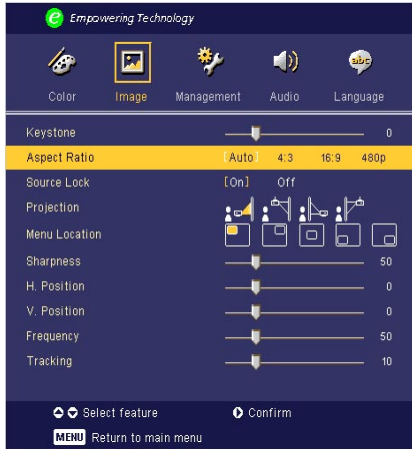 e Empowering Technology
Color Image Management Audio Language
Keystone 0
Aspect Ratio [Auto] 4:3 16:9 480p
Source Lock [On] Off
Projection
Menu Location
Sharpness 50
H. Position 0
V. Position 0
Frequency 50
Tracking 10
Select feature Confirm
MENU Return to main menu